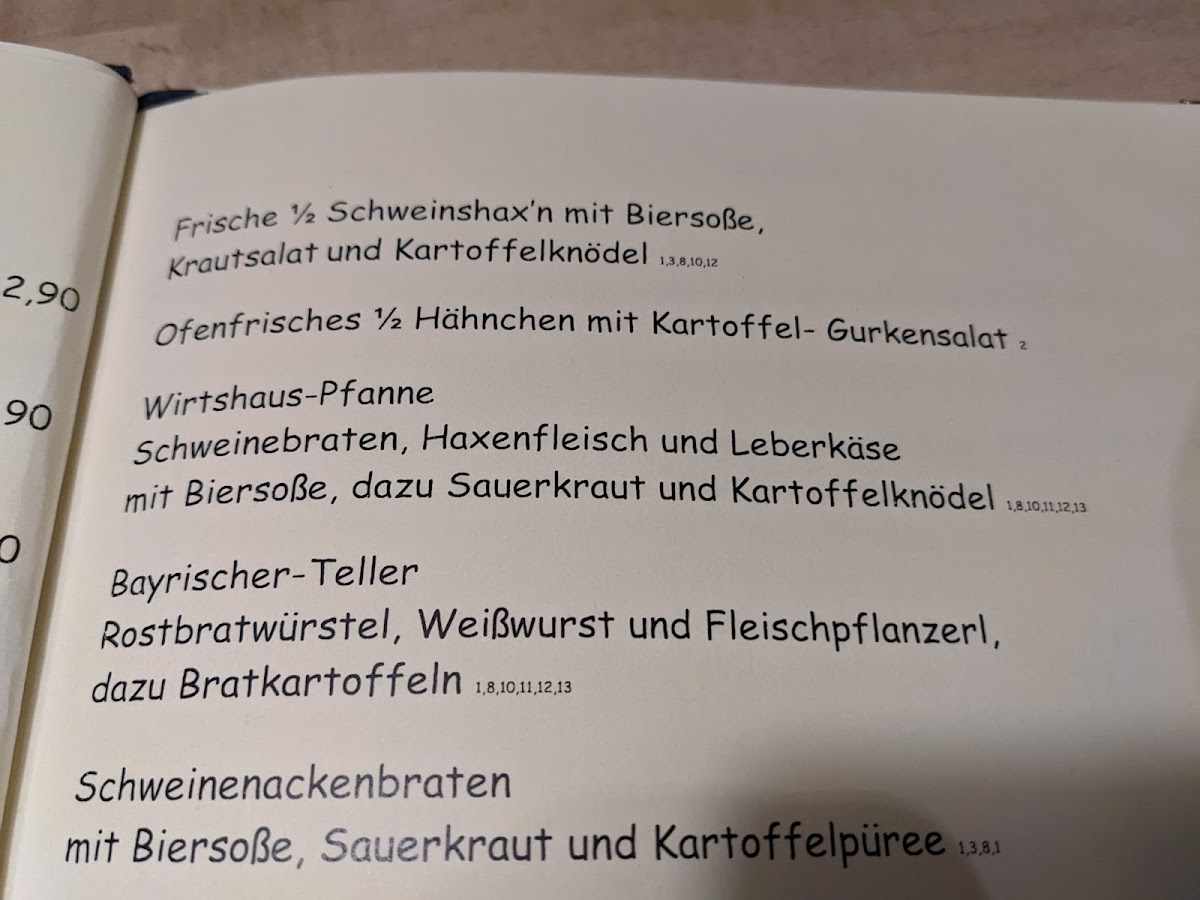 2,90
90
0
Frische ½ Schweinshax'n mit Biersoße,
Krautsalat und Kartoffelknödel 1,3,8,10,12
Ofenfrisches ½ Hähnchen mit Kartoffel- Gurkensalat 2
Wirtshaus-Pfanne
Schweinebraten, Haxenfleisch und Leberkäse
mit Biersoße, dazu Sauerkraut und Kartoffelknödel 1,8,10,11,12,13
Bayrischer-Teller
Rostbratwürstel, Weißwurst und Fleischpflanzerl,
dazu Bratkartoffeln 1,8,10,11,12,13
Schweinenackenbraten
mit Biersoße, Sauerkraut und Kartoffelpüree 1,3,8,1